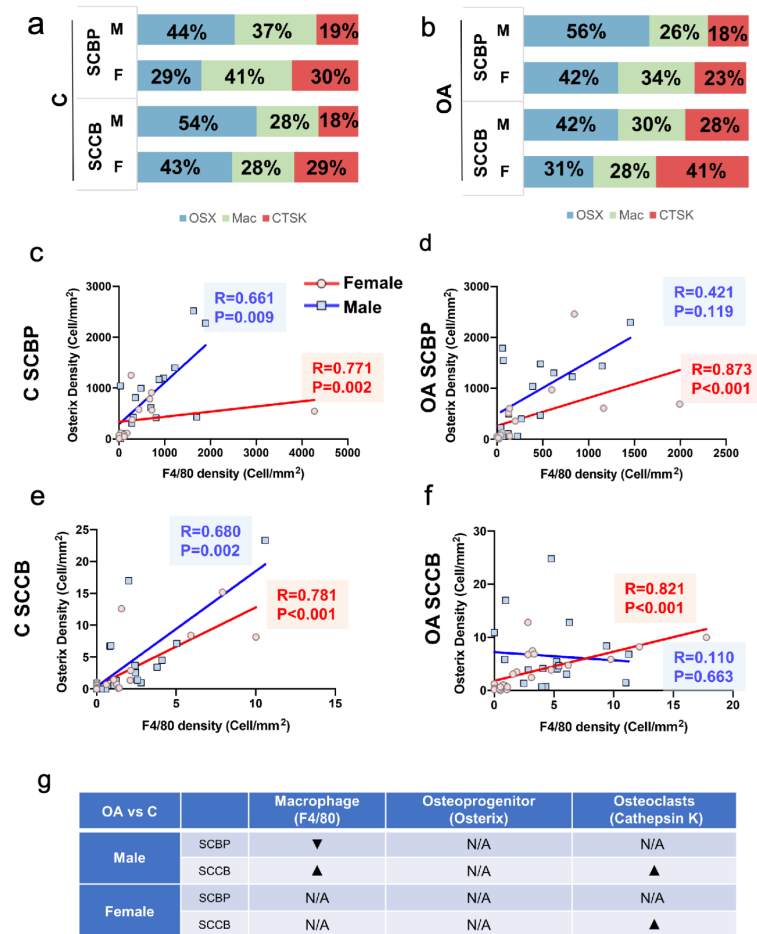 a
b
C
SCBP
M
44% 37% 19%
F
29% 41% 30%
SCCB
M
54% 28% 18%
F
43% 28% 29%
OSX Mac CTSK
OA
SCBP
M
56% 26% 18%
F
42% 34% 23%
SCCB
M
42% 30% 28%
F
31% 28% 41%
OSX Mac CTSK
c
C SCBP
Osterix Density (Cell/mm²)
3000
2000
1000
0
0 1000 2000 3000 4000 5000
F4/80 density (Cell/mm²)
R=0.661
P=0.009
R=0.771
P=0.002
Female
Male
d
OA SCBP
Osterix Density (Cell/mm²)
3000
2000
1000
0
0 500 1000 1500 2000 2500
F4/80 density (Cell/mm²)
R=0.421
P=0.119
R=0.873
P<0.001
e
C SCCB
Osterix Density (Cell/mm²)
25
20
15
10
5
0
0 5 10 15
F4/80 density (Cell/mm²)
R=0.680
P=0.002
R=0.781
P<0.001
f
OA SCCB
Osterix Density (Cell/mm²)
30
20
10
0
0 5 10 15 20
F4/80 density (Cell/mm²)
R=0.821
P<0.001
R=0.110
P=0.663
g
OA vs C
Macrophage
(F4/80)
Osteoprogenitor
(Osterix)
Osteoclasts
(Cathepsin K)
Male
SCBP ▼ N/A N/A
SCCB ▲ N/A ▲
Female
SCBP N/A N/A N/A
SCCB N/A N/A ▲